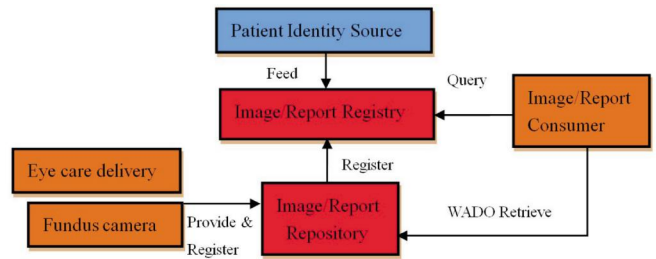 Patient Identity Source
Feed
Query
Image/Report Registry
Image/Report
Consumer
Register
Eye care delivery
Fundus camera
Provide &
Register
Image/Report
Repository
WADO Retrieve